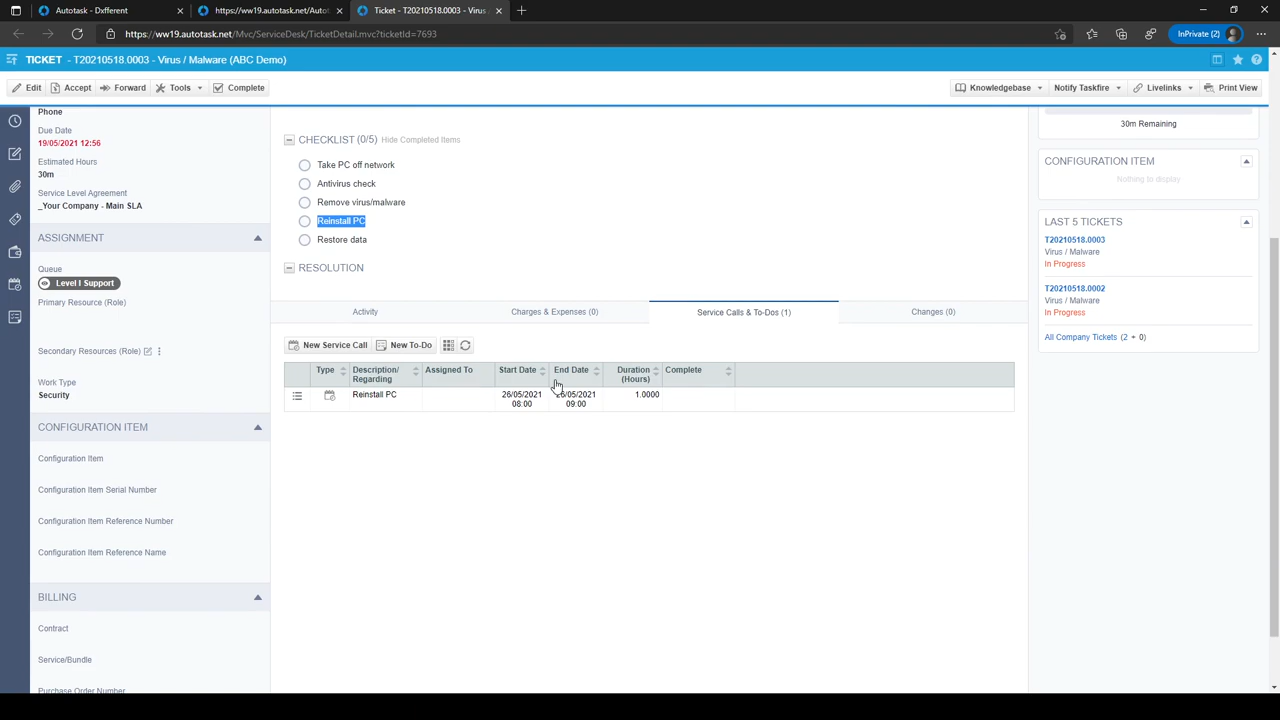 Autotask - Dxfferent
https://ww19.autotask.net/Autot
Ticket - T20210518.0003 - Virus
https://ww19.autotask.net/Mvc/ServiceDesk/TicketDetail.mvc?ticketId=7693
InPrivate (2)
TICKET - T20210518.0003 - Virus / Malware (ABC Demo)
Edit Accept Forward Tools Complete
Knowledgebase Notify Taskfire Livelinks Print View
Phone
Due Date
19/05/2021 12:56
Estimated Hours
30m
Service Level Agreement
_Your Company - Main SLA
ASSIGNMENT
Queue
Level I Support
Primary Resource (Role)
Secondary Resources (Role)
Work Type
Security
CONFIGURATION ITEM
Configuration Item
Configuration Item Serial Number
Configuration Item Reference Number
Configuration Item Reference Name
BILLING
Contract
Service/Bundle
Purchase Order Number
CHECKLIST (0/5) Hide Completed Items
Take PC off network
Antivirus check
Remove virus/malware
Reinstall PC
Restore data
RESOLUTION
Activity Charges & Expenses (0) Service Calls & To-Dos (1) Changes (0)
New Service Call New To-Do
Type Description/ Regarding Assigned To Start Date End Date Duration (Hours) Complete
Reinstall PC 26/05/2021 08:00 26/05/2021 09:00 1.0000
30m Remaining
CONFIGURATION ITEM
Nothing to display
LAST 5 TICKETS
T20210518.0003
Virus / Malware
In Progress
T20210518.0002
Virus / Malware
In Progress
All Company Tickets (2 + 0)